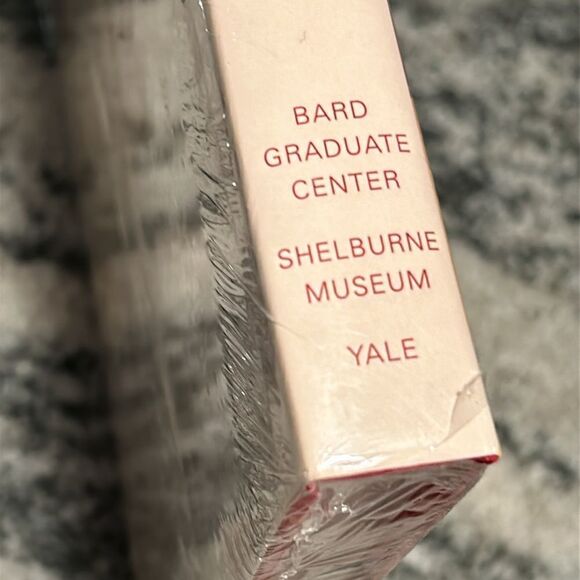 BARD
GRADUATE
CENTER
SHELBURNE
MUSEUM
YALE